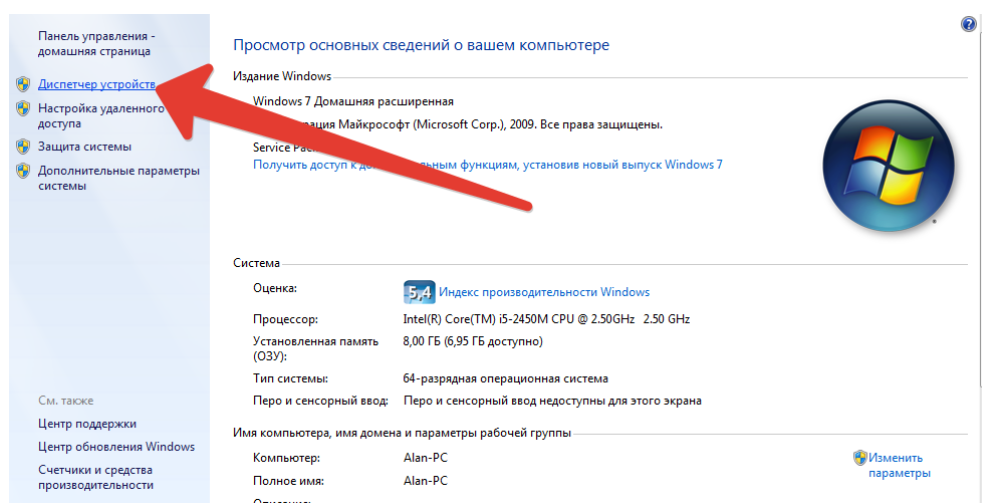 Панель управления -
домашняя страница
Диспетчер устройств
Настройка удаленного
доступа
Защита системы
Дополнительные параметры
системы
См. также
Центр поддержки
Центр обновления Windows
Счетчики и средства
производительности
Просмотр основных сведений о вашем компьютере
Издание Windows
Windows 7 Домашняя расширенная
Майкрософт (Microsoft Corp.), 2009. Все права защищены.
Service
Получить доступ к функциям, установив новый выпуск Windows 7
Система
Оценка:
5,4 Индекс производительности Windows
Процессор:
Intel(R) Core(TM) i5-2450M CPU @ 2.50GHz 2.50 GHz
Установленная память
(ОЗУ):
8,00 ГБ (6,95 ГБ доступно)
Тип системы:
64-разрядная операционная система
Перо и сенсорный ввод:
Перо и сенсорный ввод недоступны для этого экрана
Имя компьютера, имя домена и параметры рабочей группы
Компьютер:
Alan-PC
Изменить
параметры
Полное имя:
Alan-PC